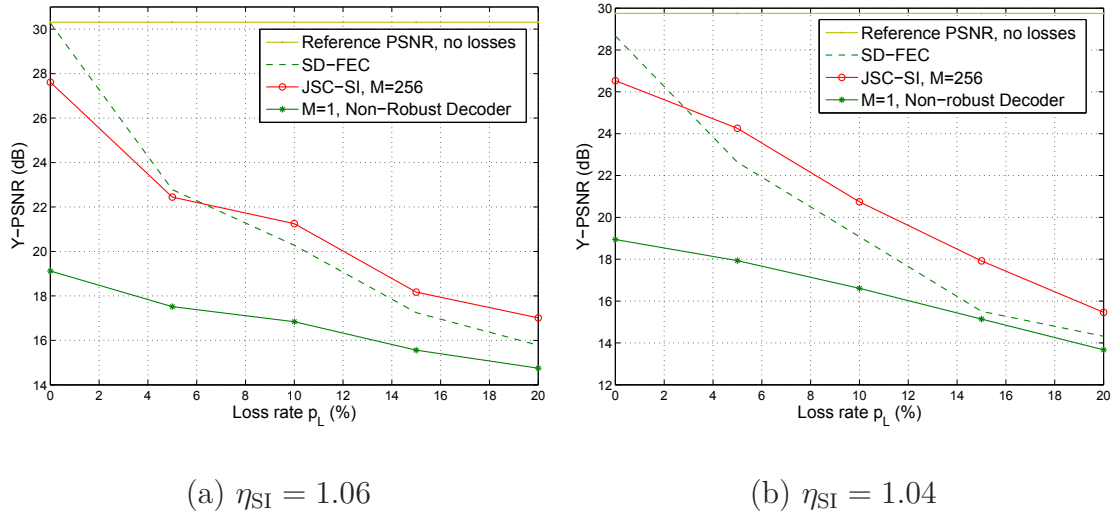 30
28
26
24
22
20
18
16
14
Y−PSNR (dB)
0 2 4 6 8 10 12 14 16 18 20
Loss rate p_L (%)
Reference PSNR, no losses
SD−FEC
JSC−SI, M=256
M=1, Non−Robust Decoder
(a) η_SI = 1.06
30
28
26
24
22
20
18
16
14
12
Y−PSNR (dB)
0 2 4 6 8 10 12 14 16 18 20
Loss rate p_L (%)
Reference PSNR, no losses
SD−FEC
JSC−SI, M=256
M=1, Non−robust Decoder
(b) η_SI = 1.04